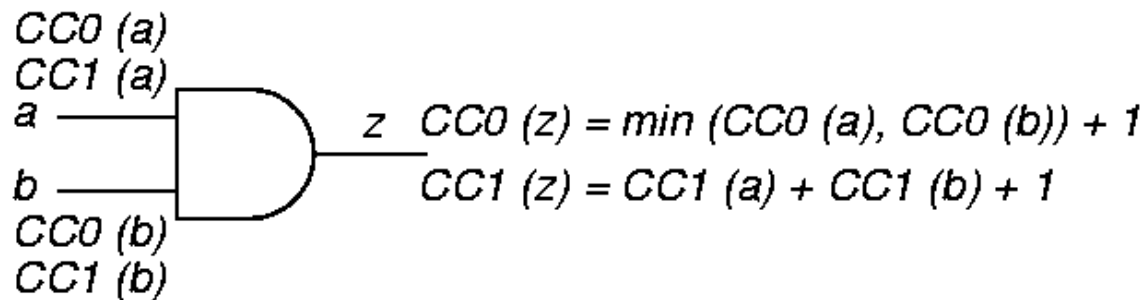 CC0 (a)
CC1 (a)
a
z CC0 (z) = min (CC0 (a), CC0 (b)) + 1
b CC1 (z) = CC1 (a) + CC1 (b) + 1
CC0 (b)
CC1 (b)